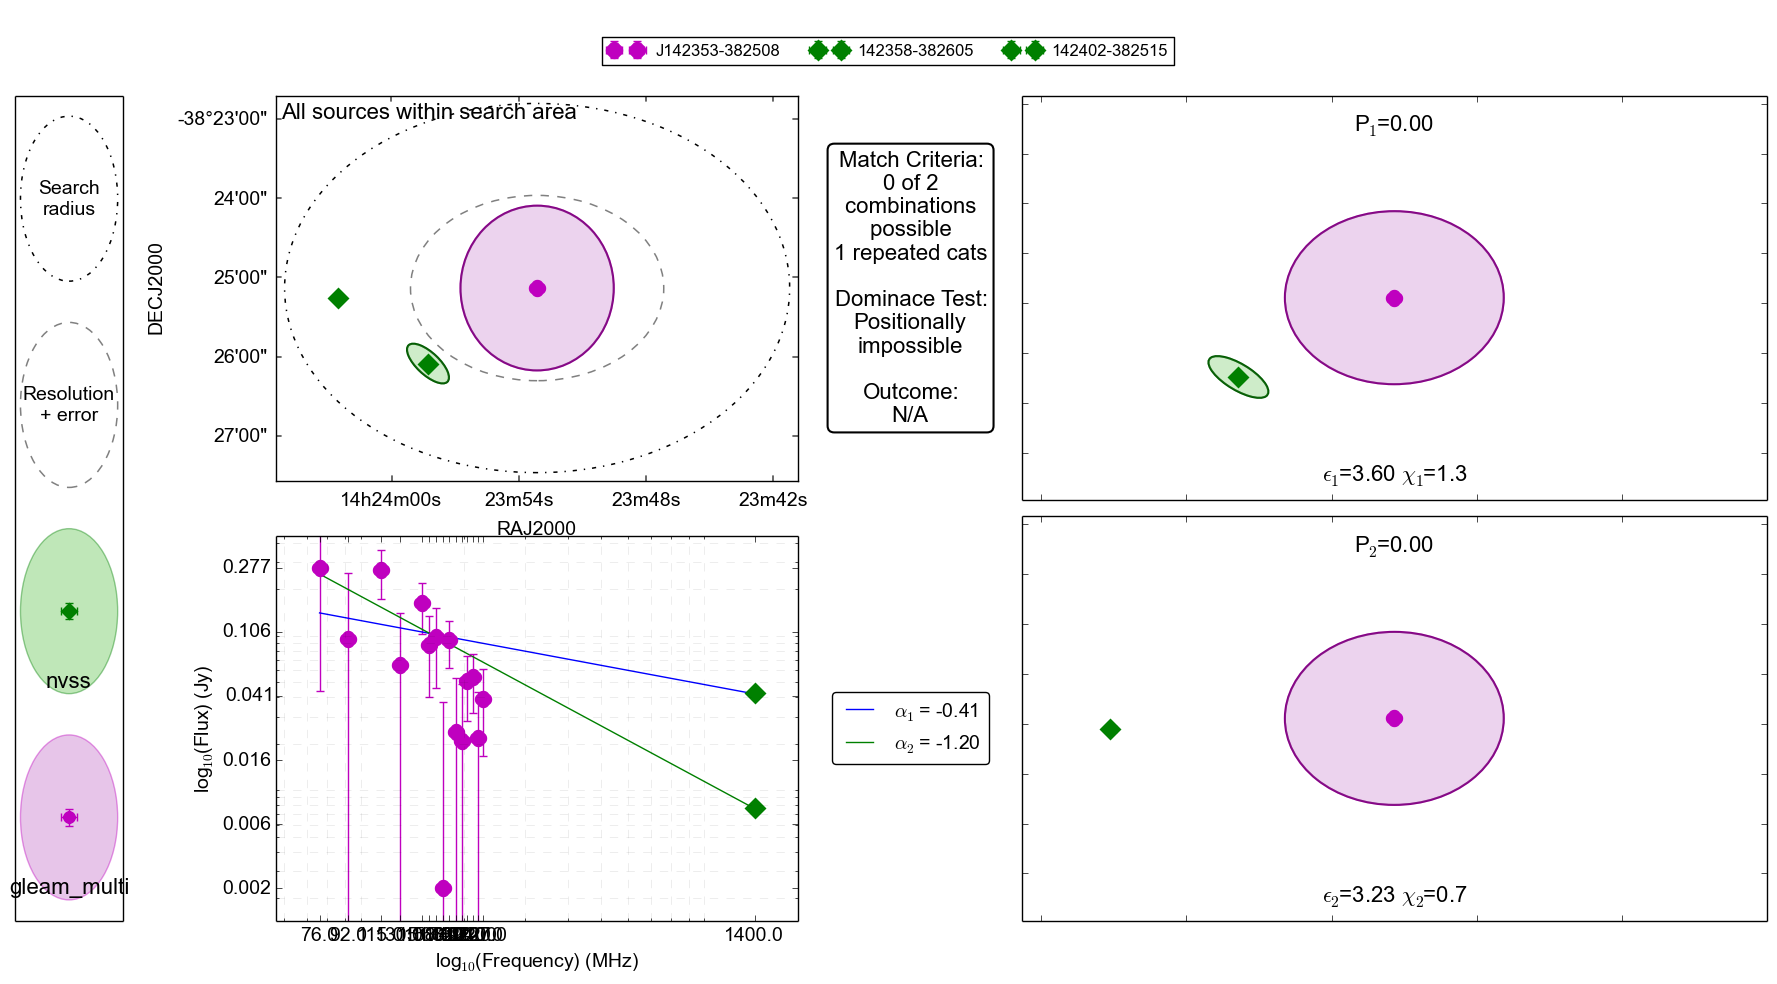 J142353-382508 142358-382605 142402-382515
Search
radius
Resolution
+ error
nvss
gleam_multi
All sources within search area
-38°23'00"
24'00"
25'00"
26'00"
27'00"
DECJ2000
14h24m00s 23m54s 23m48s 23m42s
RAJ2000
Match Criteria:
0 of 2
combinations
possible
1 repeated cats
Dominace Test:
Positionally
impossible
Outcome:
N/A
P1=0.00
ϵ1=3.60 χ1=1.3
0.277
0.106
0.041
0.016
0.006
0.002
log10(Flux) (Jy)
76.0 1400.0
log10(Frequency) (MHz)
α1 = -0.41
α2 = -1.20
P2=0.00
ϵ2=3.23 χ2=0.7